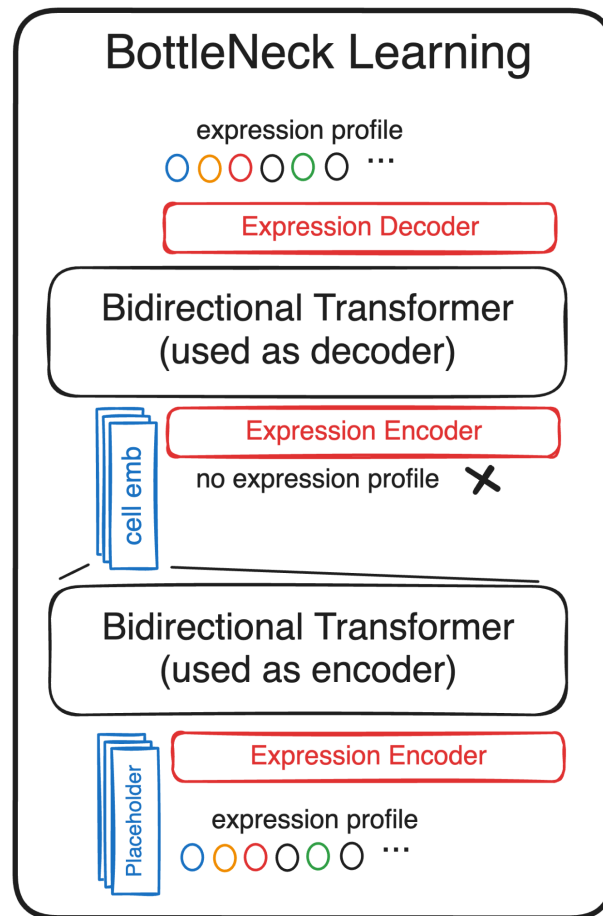 BottleNeck Learning
expression profile
...
Expression Decoder
Bidirectional Transformer
(used as decoder)
cell emb
Expression Encoder
no expression profile
Bidirectional Transformer
(used as encoder)
Placeholder
Expression Encoder
expression profile
...